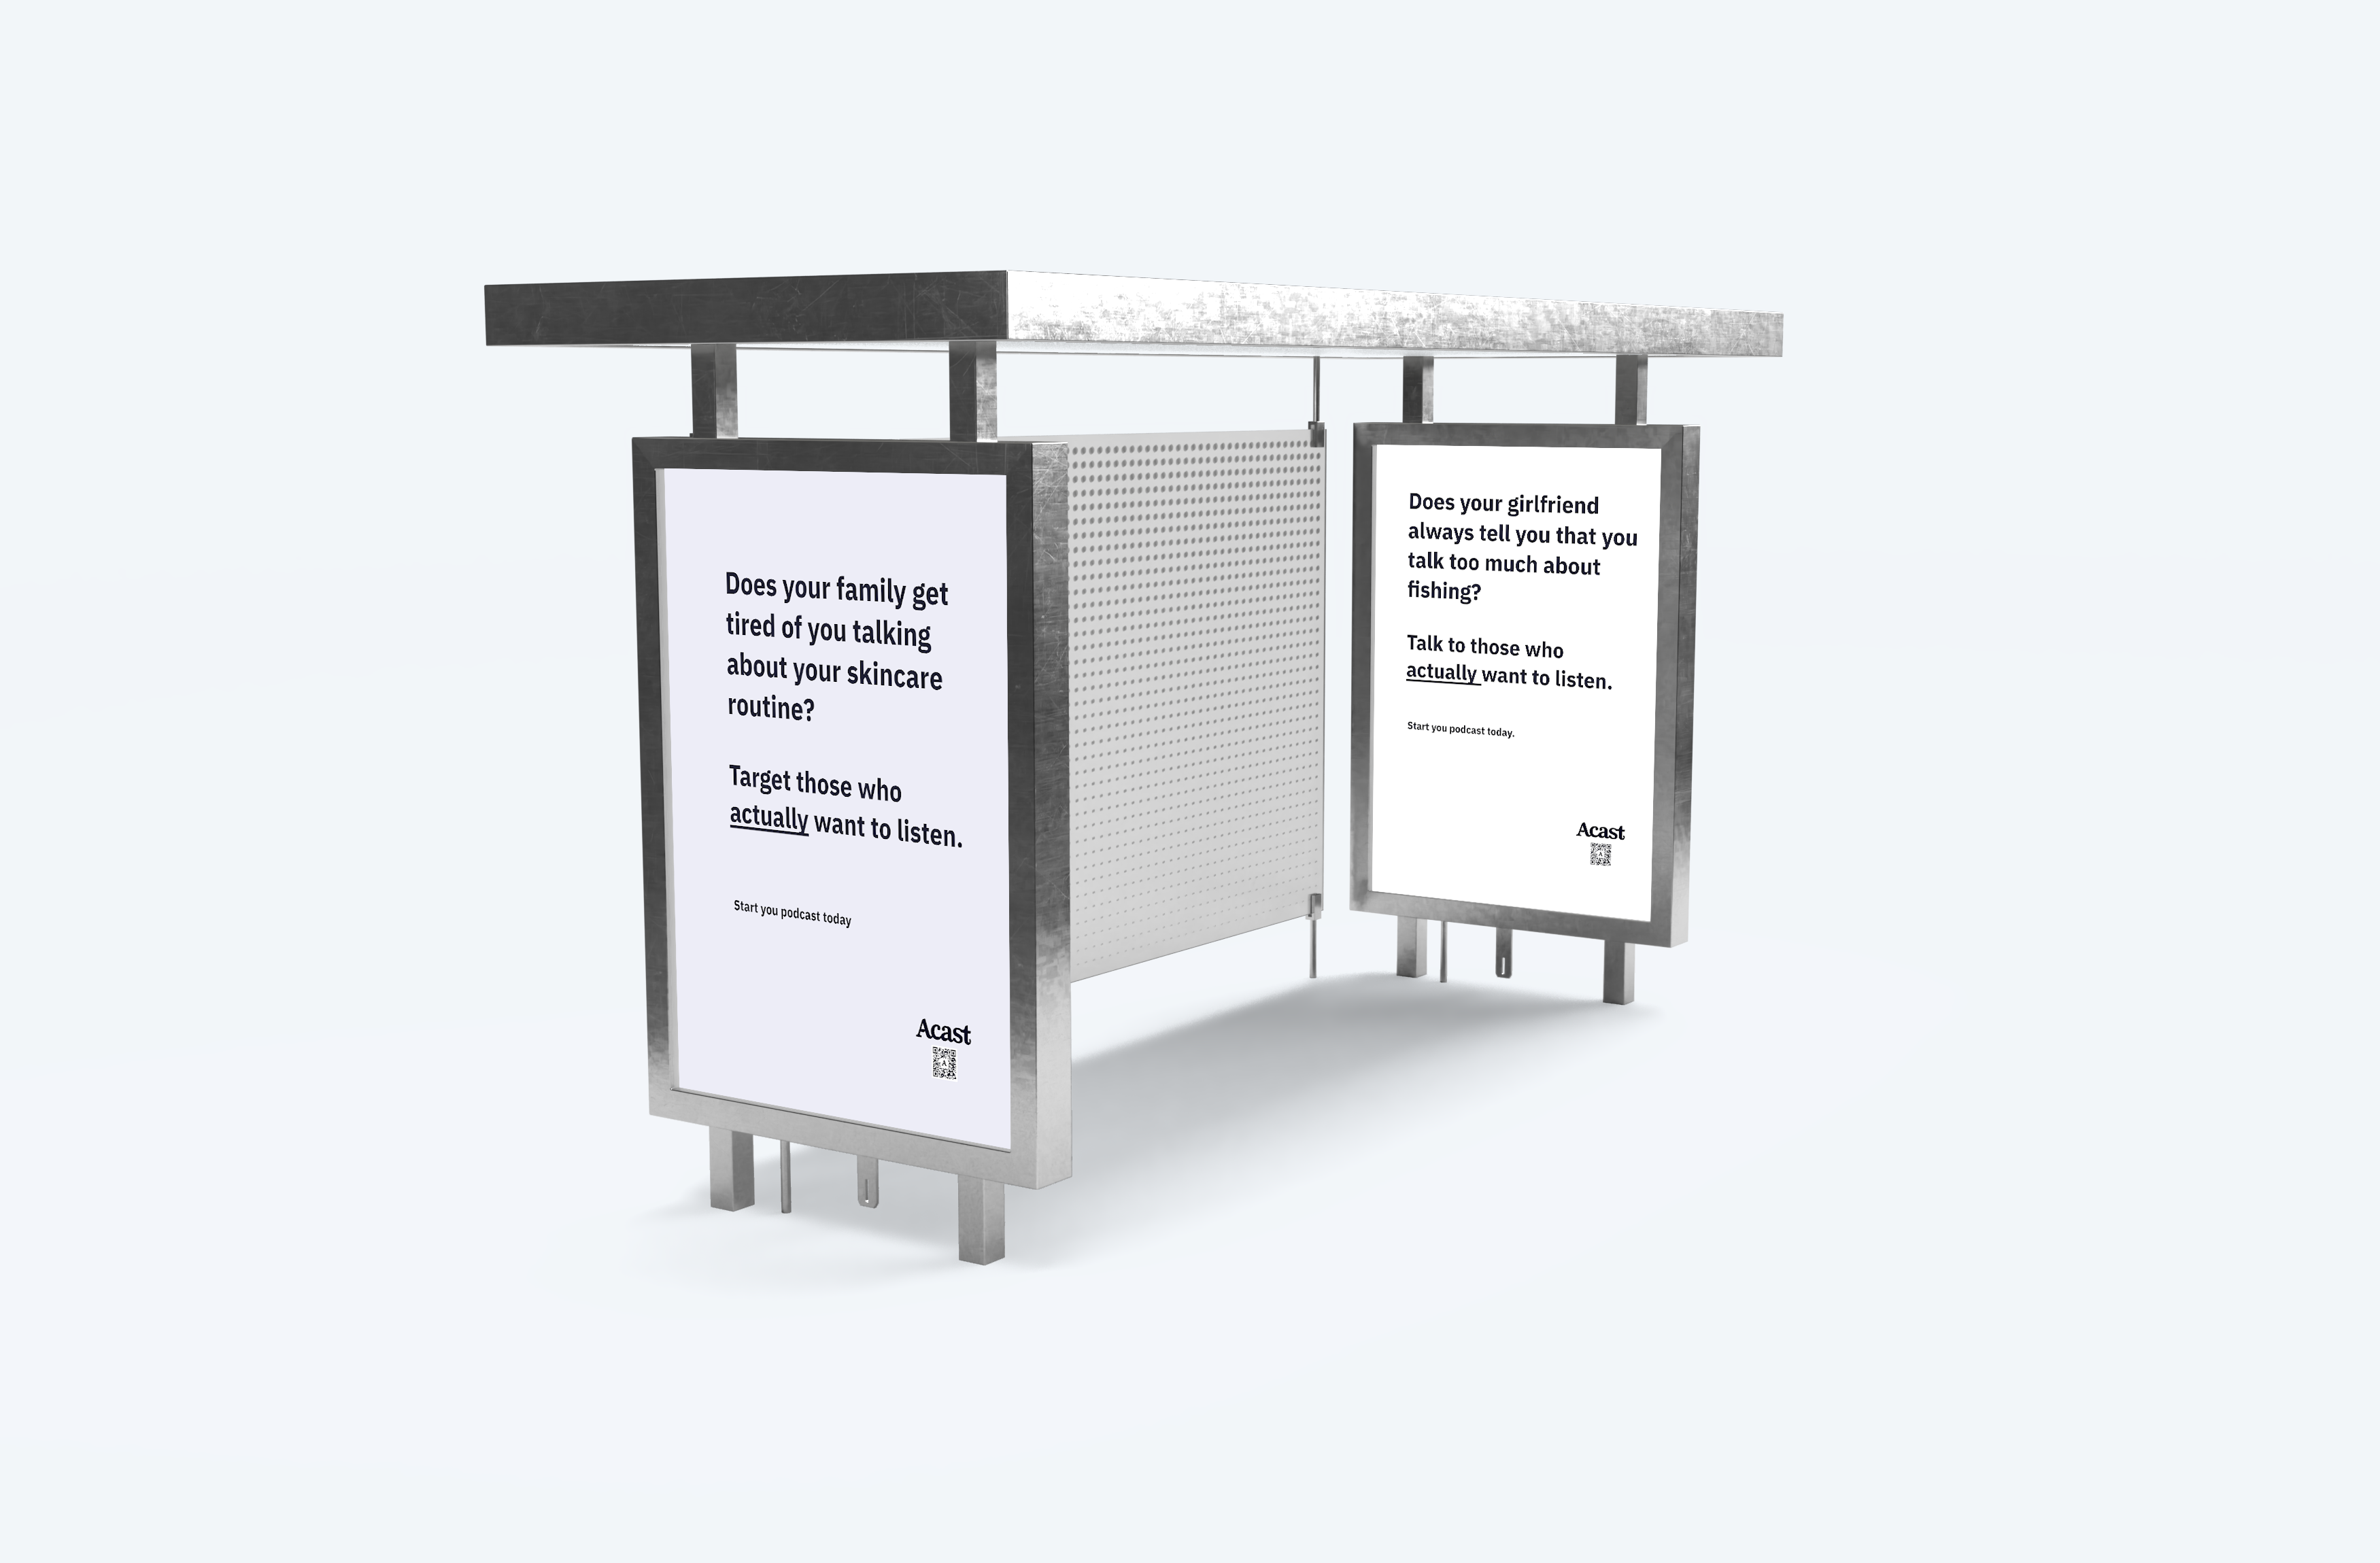 Does your family get
tired of you talking
about your skincare
routine?
Target those who
actually want to listen.
Start you podcast today
Acast
Does your girlfriend
always tell you that you
talk too much about
fishing?
Talk to those who
actually want to listen.
Start you podcast today.
Acast